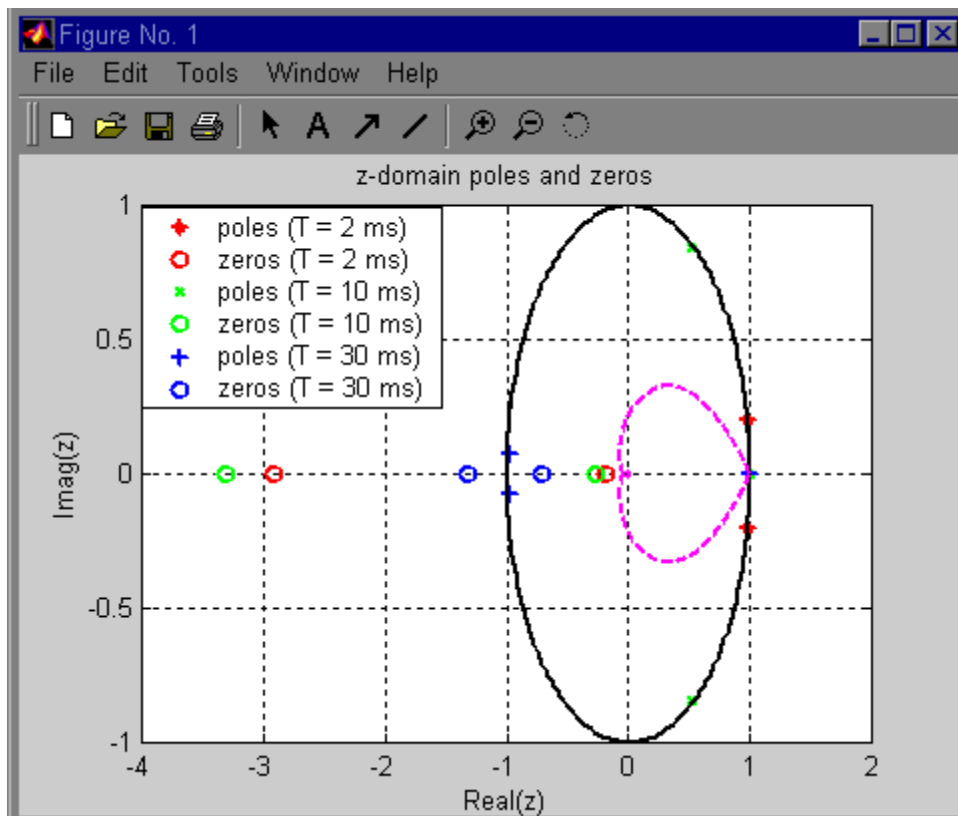 Figure No. 1
File Edit Tools Window Help
A
z-domain poles and zeros
poles (T = 2 ms)
zeros (T = 2 ms)
poles (T = 10 ms)
zeros (T = 10 ms)
poles (T = 30 ms)
zeros (T = 30 ms)
1
0.5
0
-0.5
-1
Imag(z)
-4 -3 -2 -1 0 1 2
Real(z)